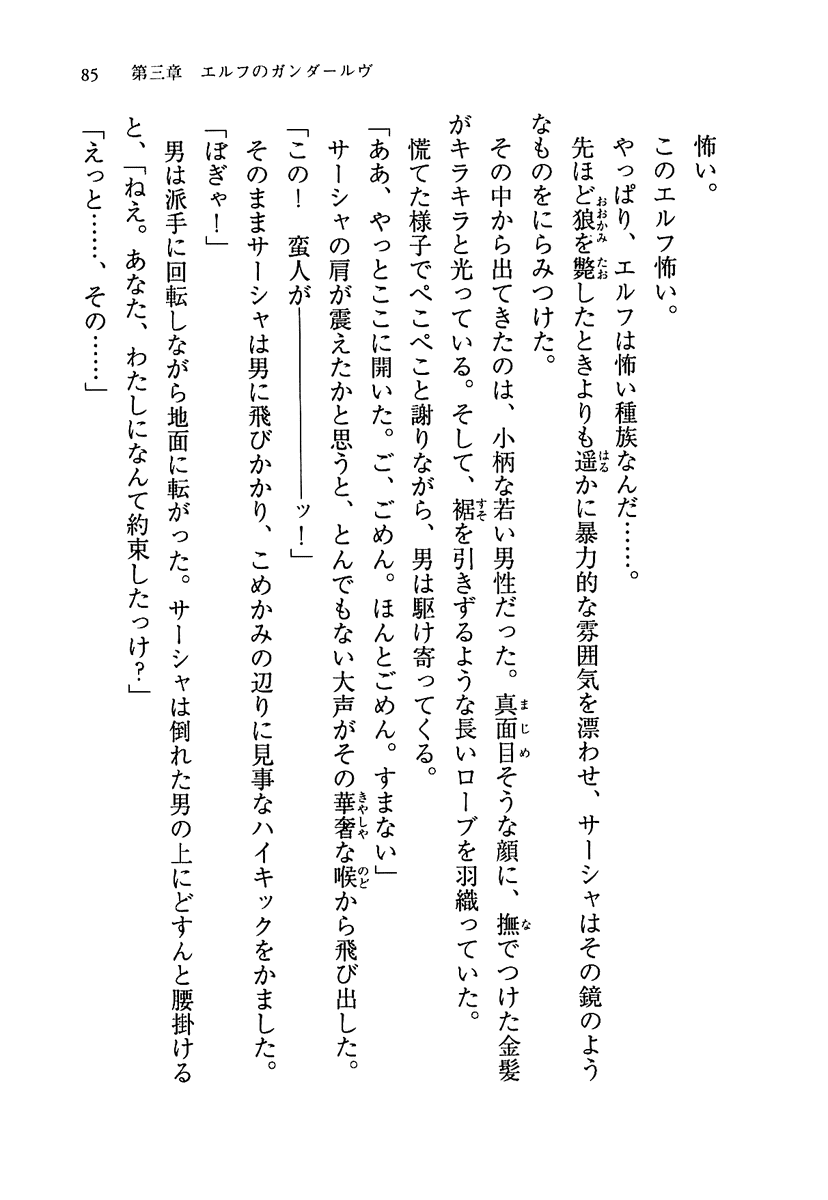 85　第三章　エルフのガンダールヴ
怖い。
このエルフ怖い。
やっぱり、エルフは怖い種族なんだ……。
先ほど狼を斃したときよりも遥かに暴力的な雰囲気を漂わせ、サーシャはその鏡のよう
なものをにらみつけた。
その中から出てきたのは、小柄な若い男性だった。真面目そうな顔に、撫でつけた金髪
がキラキラと光っている。そして、裾を引きずるような長いローブを羽織っていた。
慌てた様子でぺこぺこと謝りながら、男は駆け寄ってくる。
「ああ、やっとここに開いた。ご、ごめん。ほんとごめん。すまない」
サーシャの肩が震えたかと思うと、とんでもない大声がその華奢な喉から飛び出した。
「この！　蛮人が――――――ッ！」
そのままサーシャは男に飛びかかり、こめかみの辺りに見事なハイキックをかました。
「ぼぎゃ！」
男は派手に回転しながら地面に転がった。サーシャは倒れた男の上にどすんと腰掛ける
と、「ねえ。あなた、わたしになんて約束したっけ？」
「えっと……、その……」